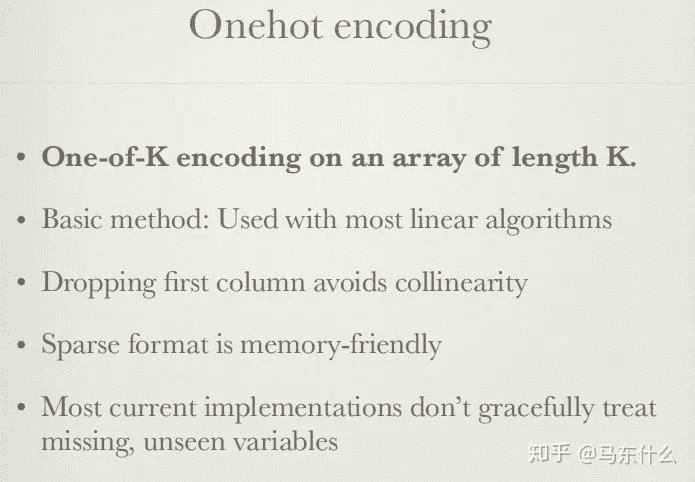 Onehot encoding
• One-of-K encoding on an array of length K.
• Basic method: Used with most linear algorithms
• Dropping first column avoids collinearity
• Sparse format is memory-friendly
• Most current implementations don’t gracefully treat
missing, unseen variables
知乎 @马东什么